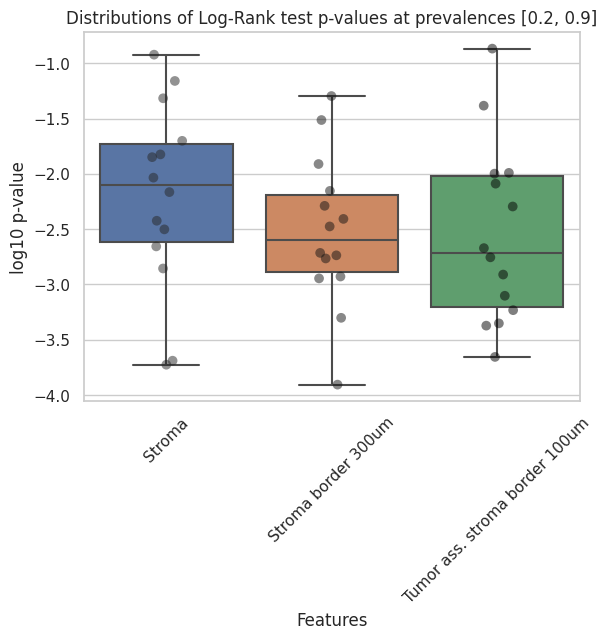 Distributions of Log-Rank test p-values at prevalences [0.2, 0.9]
−1.0
−1.5
−2.0
−2.5
−3.0
−3.5
−4.0
log10 p-value
Stroma
Stroma border 300um
Tumor ass. stroma border 100um
Features